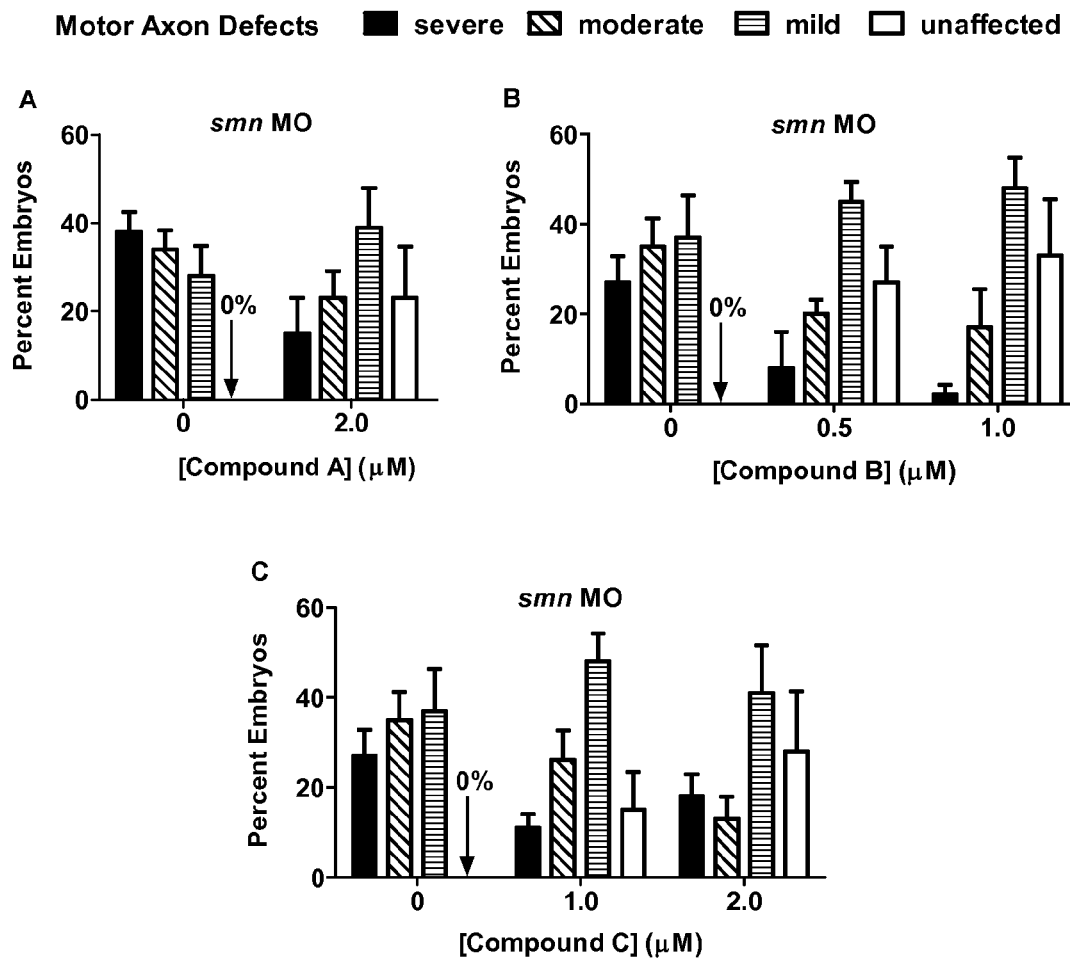 Motor Axon Defects severe moderate mild unaffected
A
smn MO
60
40
20
0
Percent Embryos
0%
0 2.0
[Compound A] (μM)
B
smn MO
60
40
20
0
Percent Embryos
0%
0 0.5 1.0
[Compound B] (μM)
C
smn MO
60
40
20
0
Percent Embryos
0%
0 1.0 2.0
[Compound C] (μM)